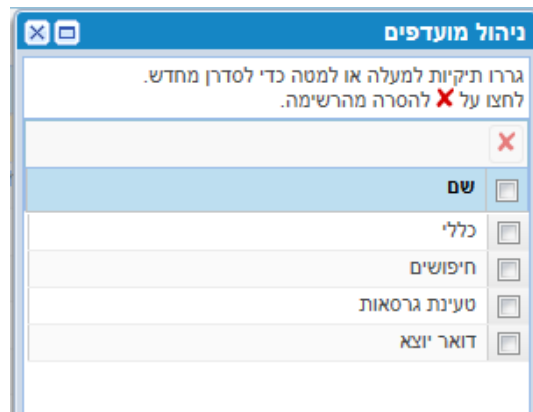 ניהול מועדפים
גררו תיקיות למעלה או למטה כדי לסדרן מחדש.
לחצו על ✘ להסרה מהרשימה.
שם
כללי
חיפושים
טעינת גרסאות
דואר יוצא